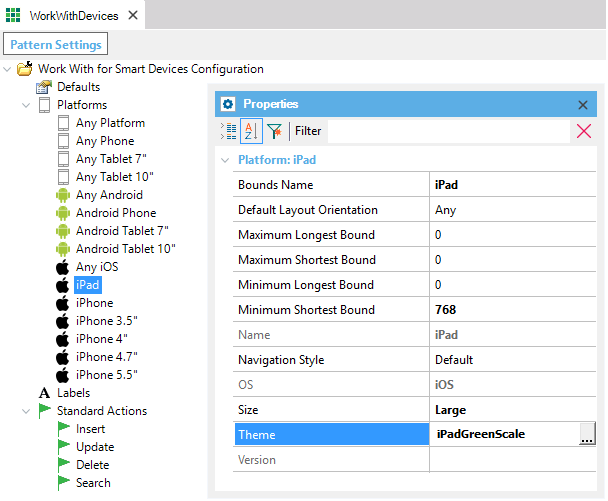 WorkWithDevices
Pattern Settings
Work With for Smart Devices Configuration
Defaults
Platforms
Any Platform
Any Phone
Any Tablet 7"
Any Tablet 10"
Any Android
Android Phone
Android Tablet 7"
Android Tablet 10"
Any iOS
iPad
iPhone
iPhone 3.5"
iPhone 4"
iPhone 4.7"
iPhone 5.5"
A Labels
Standard Actions
Insert
Update
Delete
Search
Properties
A Z Filter
Platform: iPad
Bounds Name iPad
Default Layout Orientation Any
Maximum Longest Bound 0
Maximum Shortest Bound 0
Minimum Longest Bound 0
Minimum Shortest Bound 768
Name iPad
Navigation Style Default
OS iOS
Size Large
Theme iPadGreenScale ...
Version